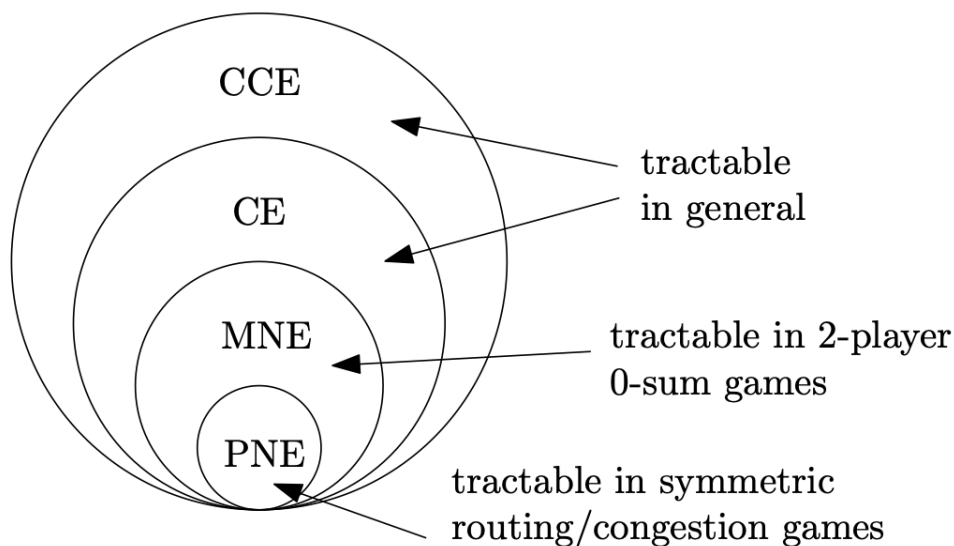 CCE
tractable
in general
CE
MNE
tractable in 2-player
0-sum games
PNE
tractable in symmetric
routing/congestion games